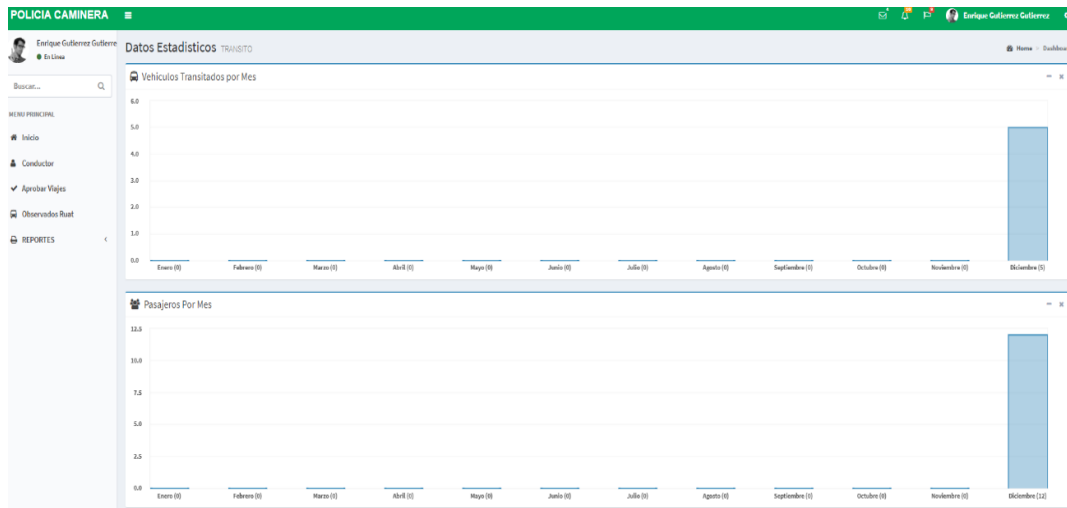 POLICIA CAMINERA
Enrique Gutierrez Gutierrez
Enrique Gutierrez Gutierre
En Linea
Buscar...
MENU PRINCIPAL
Inicio
Conductor
Aprobar Viajes
Observados Ruat
REPORTES
Datos Estadisticos TRANSITO
Home > Dashboa
Vehiculos Transitados por Mes
6.0
5.0
4.0
3.0
2.0
1.0
0.0
Enero (0) Febrero (0) Marzo (0) Abril (0) Mayo (0) Junio (0) Julio (0) Agosto (0) Septiembre (0) Octubre (0) Noviembre (0) Diciembre (5)
Pasajeros Por Mes
12.5
10.0
7.5
5.0
2.5
0.0
Enero (0) Febrero (0) Marzo (0) Abril (0) Mayo (0) Junio (0) Julio (0) Agosto (0) Septiembre (0) Octubre (0) Noviembre (0) Diciembre (12)